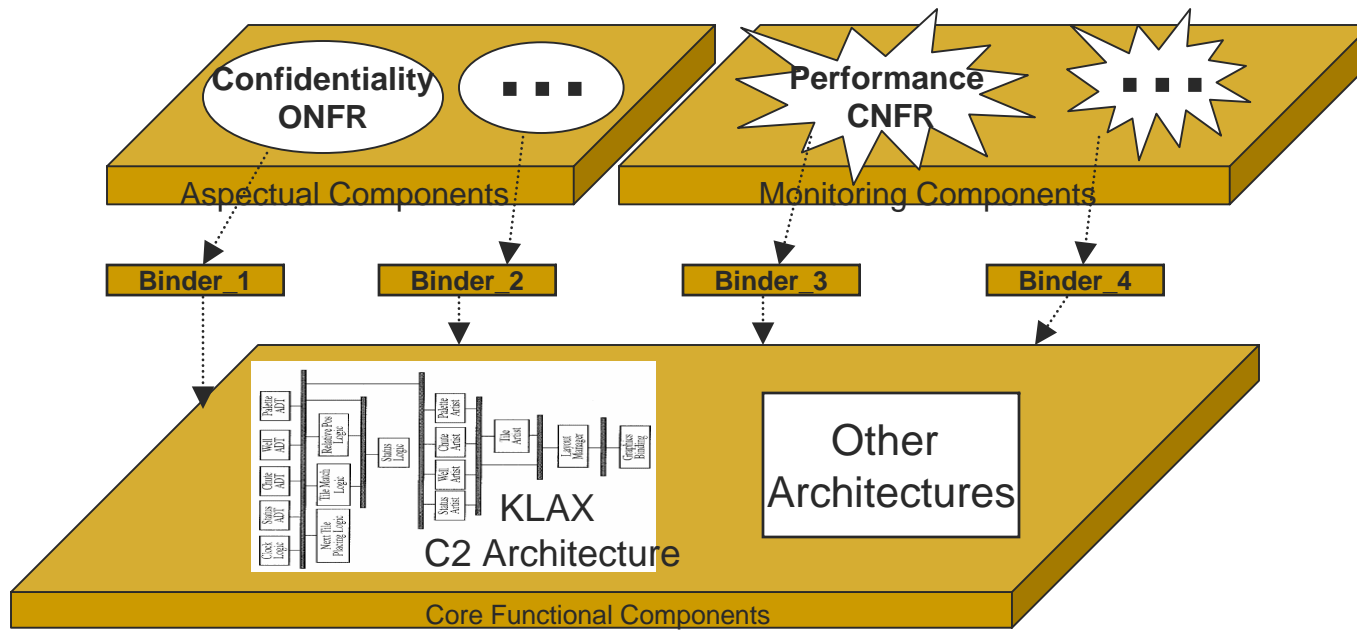 Confidentiality
ONFR
▪ ▪ ▪
Performance
CNFR
▪ ▪ ▪
Aspectual Components
Monitoring Components
Binder_1
Binder_2
Binder_3
Binder_4
Palette
ADT
Well
ADT
Chute
ADT
Status
ADT
Clock
Logic
Relative Pos
Logic
Tile Match
Logic
Next Tile
Placing Logic
Status
Logic
Palette
Artist
Chute
Artist
Well
Artist
Status
Artist
Tile
Artist
Layout
Manager
Graphics
Binding
KLAX
C2 Architecture
Other
Architectures
Core Functional Components